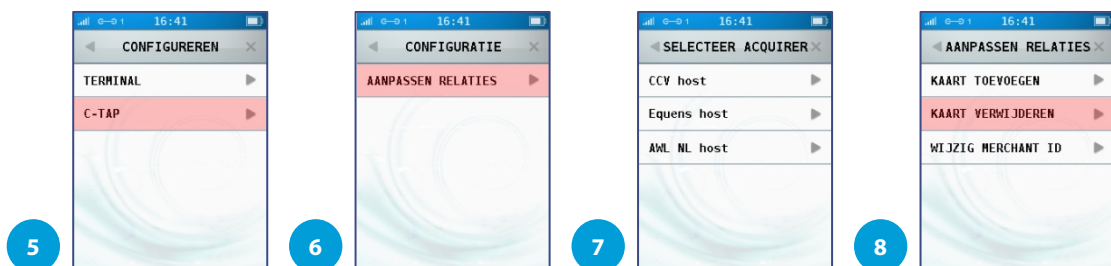 16:41
CONFIGUREREN
TERMINAL
C-TAP
5
16:41
CONFIGURATIE
AANPASSEN RELATIES
6
16:41
SELECTEER ACQUIRER
CCV host
Equens host
AWL NL host
7
16:41
AANPASSEN RELATIES
KAART TOEVOEGEN
KAART VERWIJDEREN
WIJZIG MERCHANT ID
8